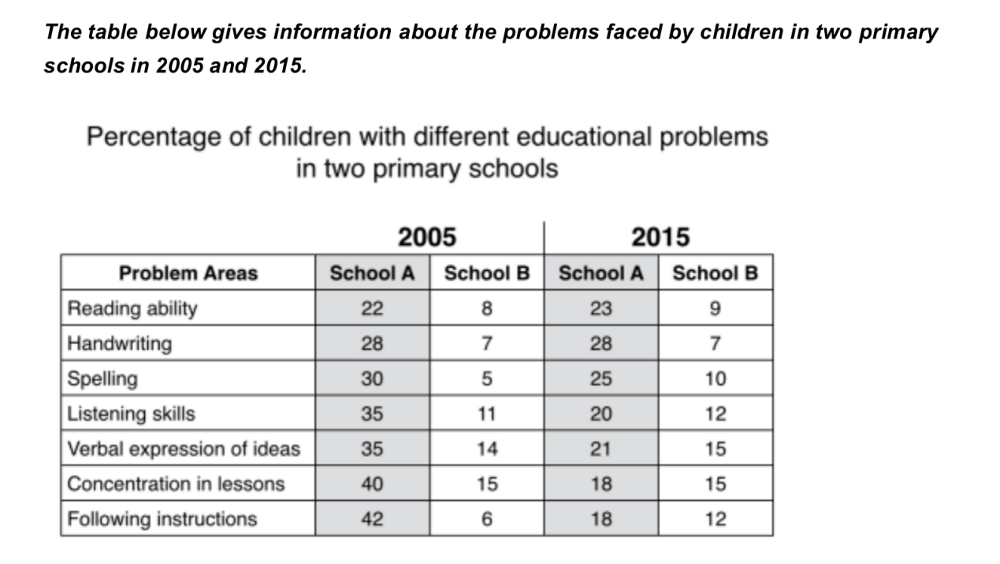 The table below gives information about the problems faced by children in two primary
schools in 2005 and 2015.
Percentage of children with different educational problems
in two primary schools
2005 2015
Problem Areas School A School B School A School B
Reading ability 22 8 23 9
Handwriting 28 7 28 7
Spelling 30 5 25 10
Listening skills 35 11 20 12
Verbal expression of ideas 35 14 21 15
Concentration in lessons 40 15 18 15
Following instructions 42 6 18 12